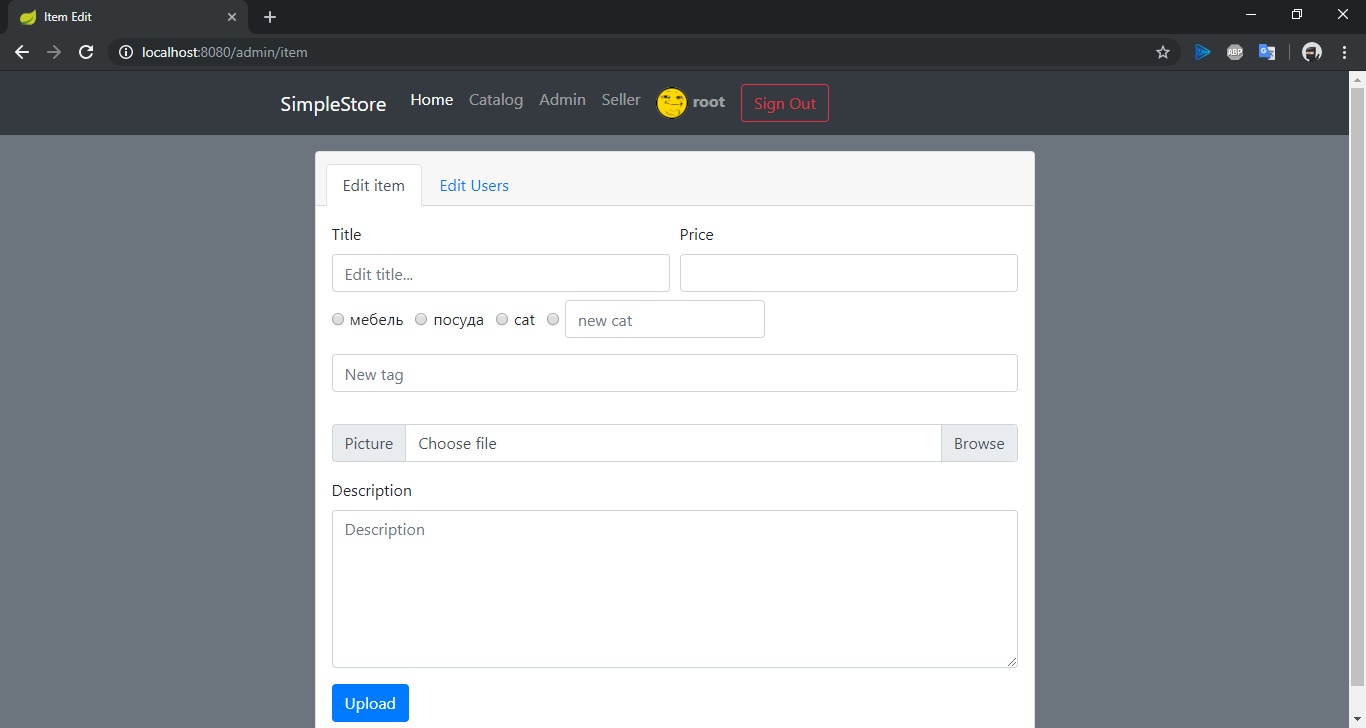 Item Edit
localhost:8080/admin/item
ABP
SimpleStore Home Catalog Admin Seller root Sign Out
Edit item Edit Users
Title Price
Edit title...
мебель посуда cat new cat
New tag
Picture Choose file Browse
Description
Description
Upload